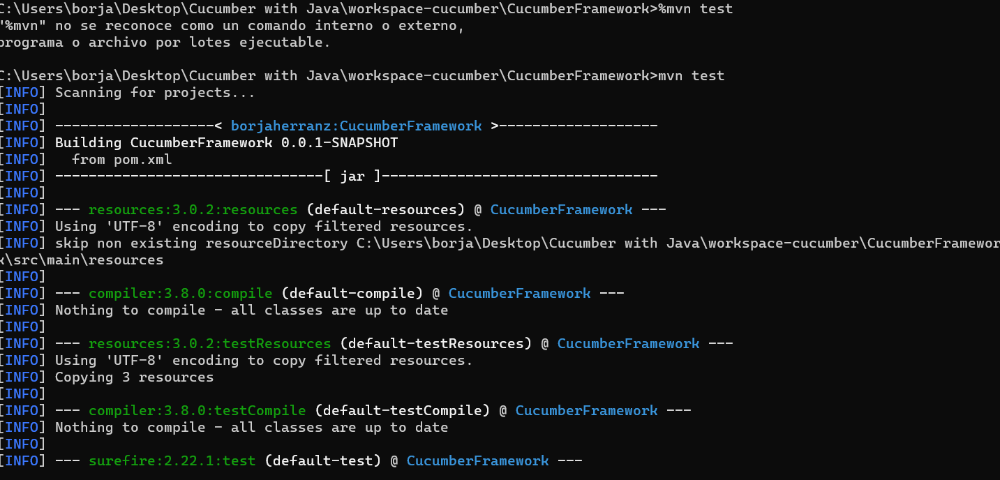 C:\Users\borja\Desktop\Cucumber with Java\workspace-cucumber\CucumberFramework>%mvn test
"%mvn" no se reconoce como un comando interno o externo,
programa o archivo por lotes ejecutable.
C:\Users\borja\Desktop\Cucumber with Java\workspace-cucumber\CucumberFramework>mvn test
[INFO] Scanning for projects...
[INFO]
[INFO] -------------------< borjaherranz:CucumberFramework >-------------------
[INFO] Building CucumberFramework 0.0.1-SNAPSHOT
[INFO]   from pom.xml
[INFO] --------------------------------[ jar ]---------------------------------
[INFO]
[INFO] --- resources:3.0.2:resources (default-resources) @ CucumberFramework ---
[INFO] Using 'UTF-8' encoding to copy filtered resources.
[INFO] skip non existing resourceDirectory C:\Users\borja\Desktop\Cucumber with Java\workspace-cucumber\CucumberFramewor
k\src\main\resources
[INFO]
[INFO] --- compiler:3.8.0:compile (default-compile) @ CucumberFramework ---
[INFO] Nothing to compile - all classes are up to date
[INFO]
[INFO] --- resources:3.0.2:testResources (default-testResources) @ CucumberFramework ---
[INFO] Using 'UTF-8' encoding to copy filtered resources.
[INFO] Copying 3 resources
[INFO]
[INFO] --- compiler:3.8.0:testCompile (default-testCompile) @ CucumberFramework ---
[INFO] Nothing to compile - all classes are up to date
[INFO]
[INFO] --- surefire:2.22.1:test (default-test) @ CucumberFramework ---